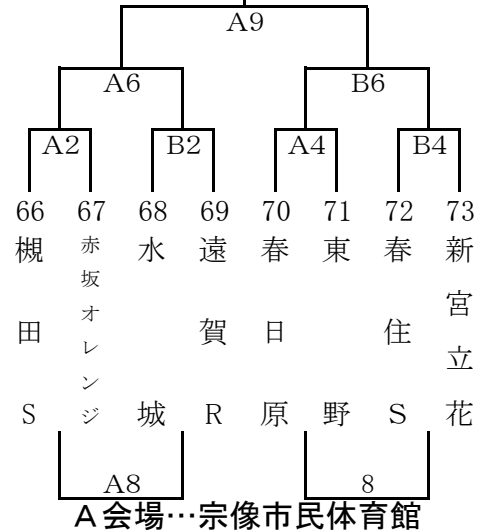 A9
A6 B6
A2 B2 A4 B4
66 67 68 69 70 71 72 73
槻田S
赤坂オレンジ
水城
遠賀R
春日原
東野
春住S
新宮立花
A8 8
A会場…宗像市民体育館